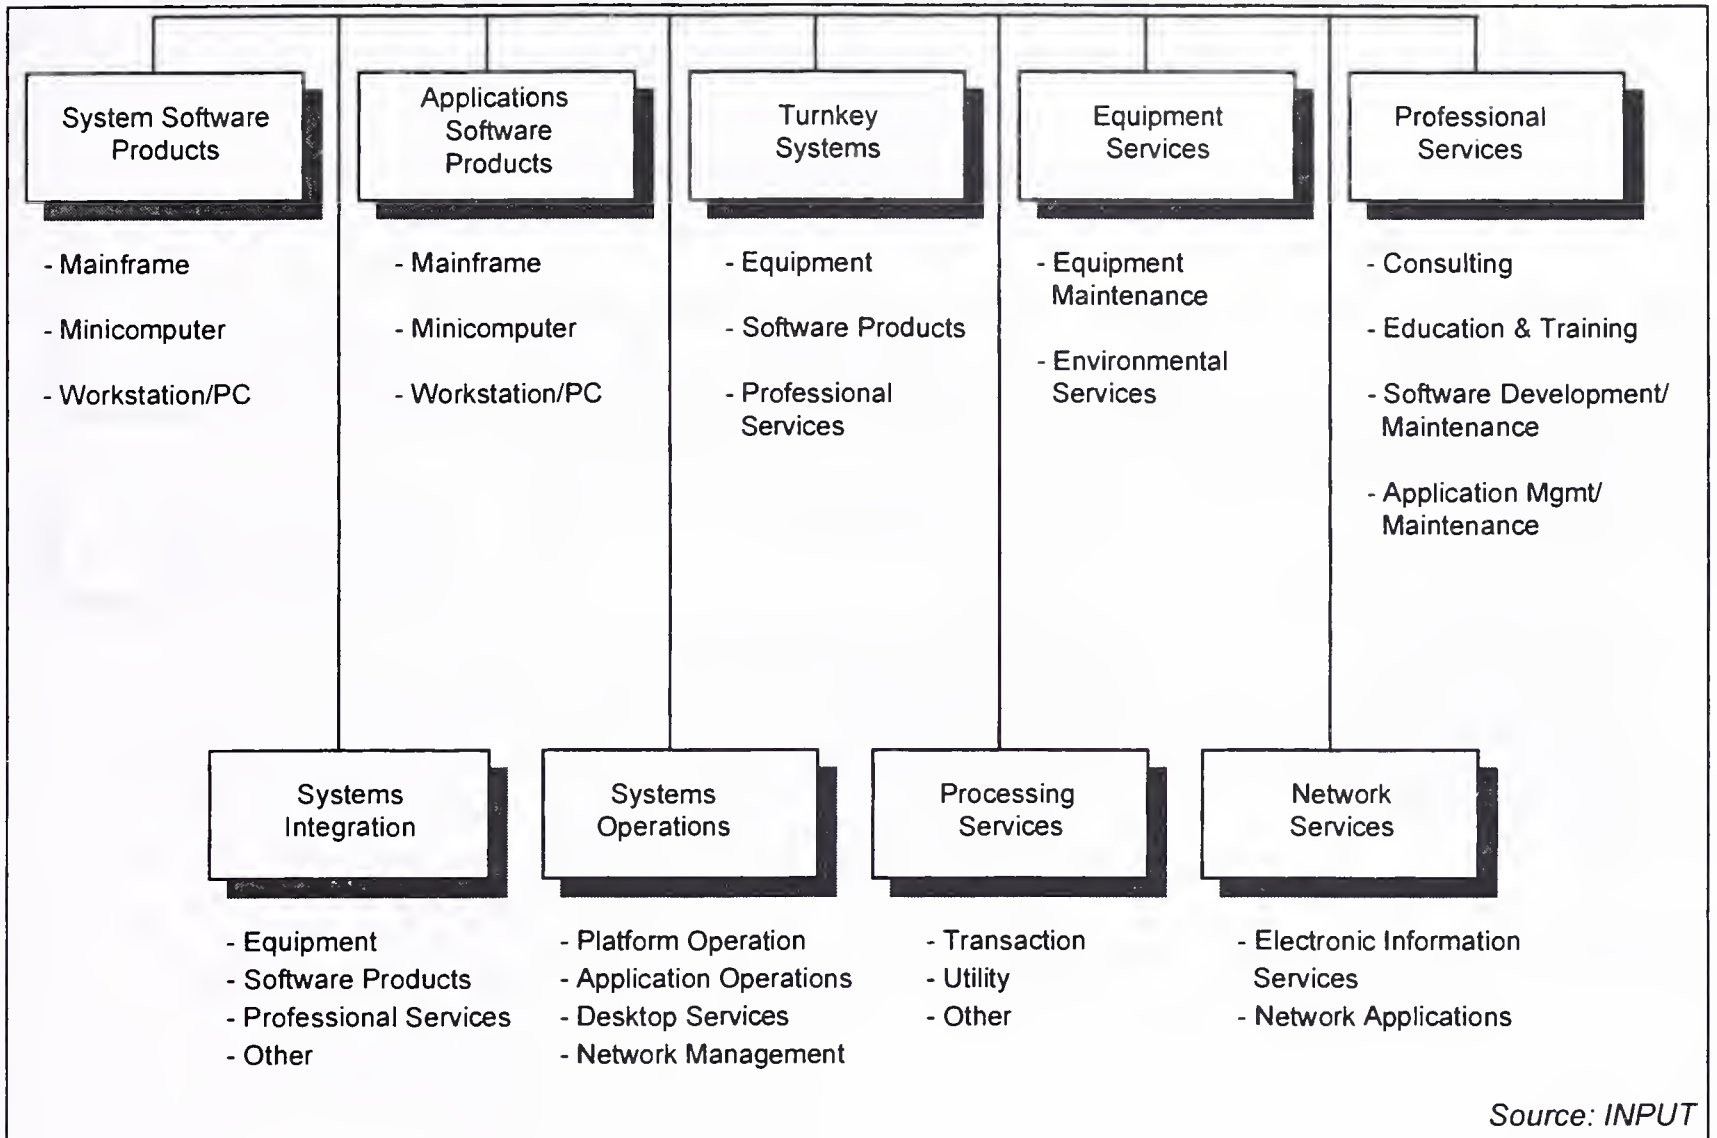 System Software
Products
Applications
Software
Products
Turnkey
Systems
Equipment
Services
Professional
Services
- Mainframe
- Minicomputer
- Workstation/PC
- Mainframe
- Minicomputer
- Workstation/PC
- Equipment
- Software Products
- Professional
Services
- Equipment
Maintenance
- Environmental
Services
- Consulting
- Education & Training
- Software Development/
Maintenance
- Application Mgmt/
Maintenance
Systems
Integration
Systems
Operations
Processing
Services
Network
Services
- Equipment
- Software Products
- Professional Services
- Other
- Platform Operation
- Application Operations
- Desktop Services
- Network Management
- Transaction
- Utility
- Other
- Electronic Information
Services
- Network Applications
Source: INPUT